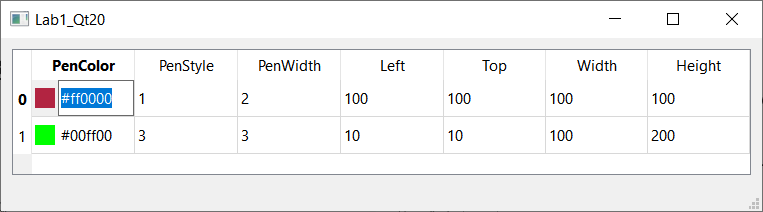 Lab1_Qt20
PenColor PenStyle PenWidth Left Top Width Height
0 #ff0000 1 2 100 100 100 100
1 #00ff00 3 3 10 10 100 200